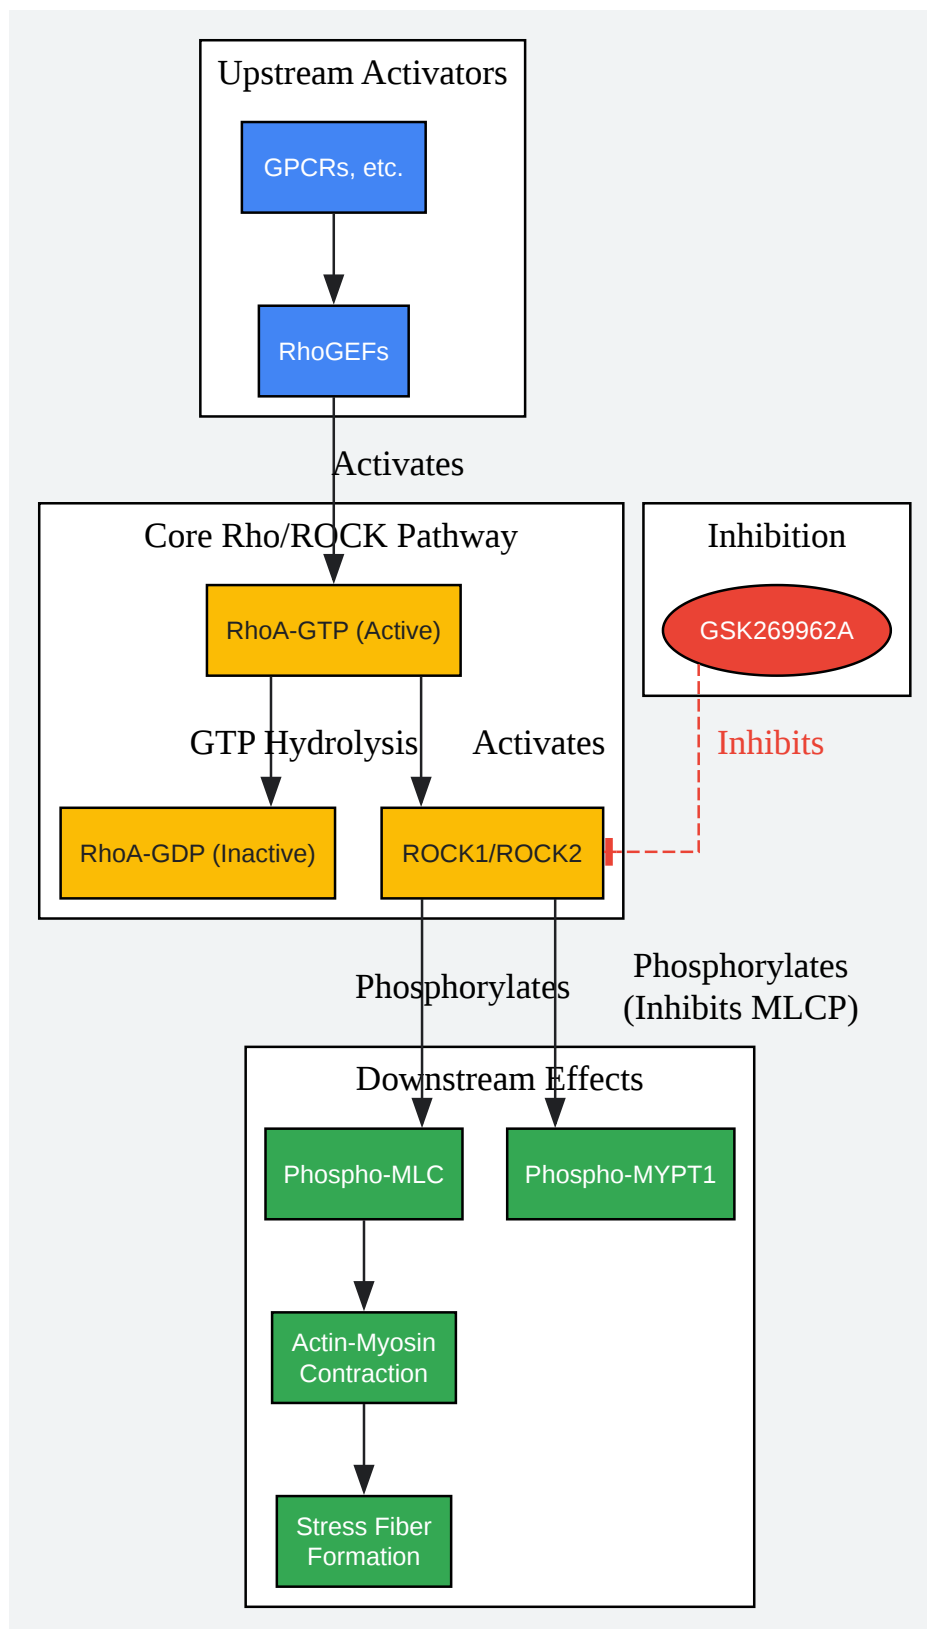 Upstream Activators
GPCRs, etc.
RhoGEFs
Activates
Core Rho/ROCK Pathway
Inhibition
RhoA-GTP (Active)
GSK269962A
GTP Hydrolysis
Activates
Inhibits
RhoA-GDP (Inactive)
ROCK1/ROCK2
Phosphorylates
Phosphorylates
(Inhibits MLCP)
Downstream Effects
Phospho-MLC
Phospho-MYPT1
Actin-Myosin
Contraction
Stress Fiber
Formation